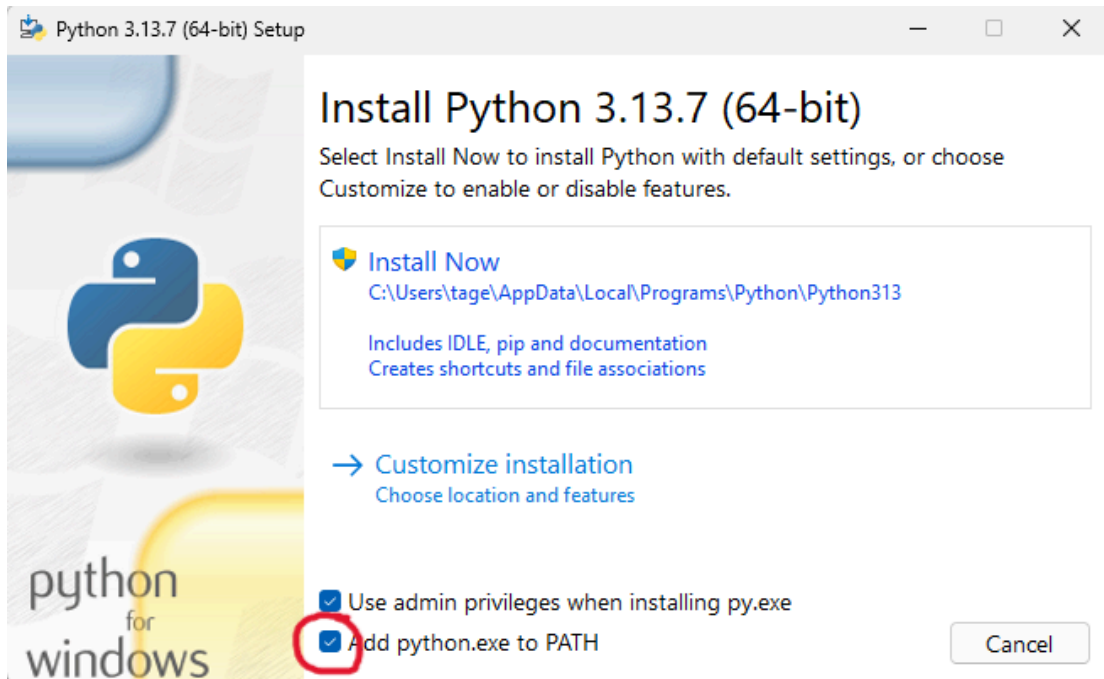 Python 3.13.7 (64-bit) Setup
Install Python 3.13.7 (64-bit)
Select Install Now to install Python with default settings, or choose
Customize to enable or disable features.
Install Now
C:\Users\tage\AppData\Local\Programs\Python\Python313
Includes IDLE, pip and documentation
Creates shortcuts and file associations
Customize installation
Choose location and features
Use admin privileges when installing py.exe
Add python.exe to PATH
Cancel
python
for
windows